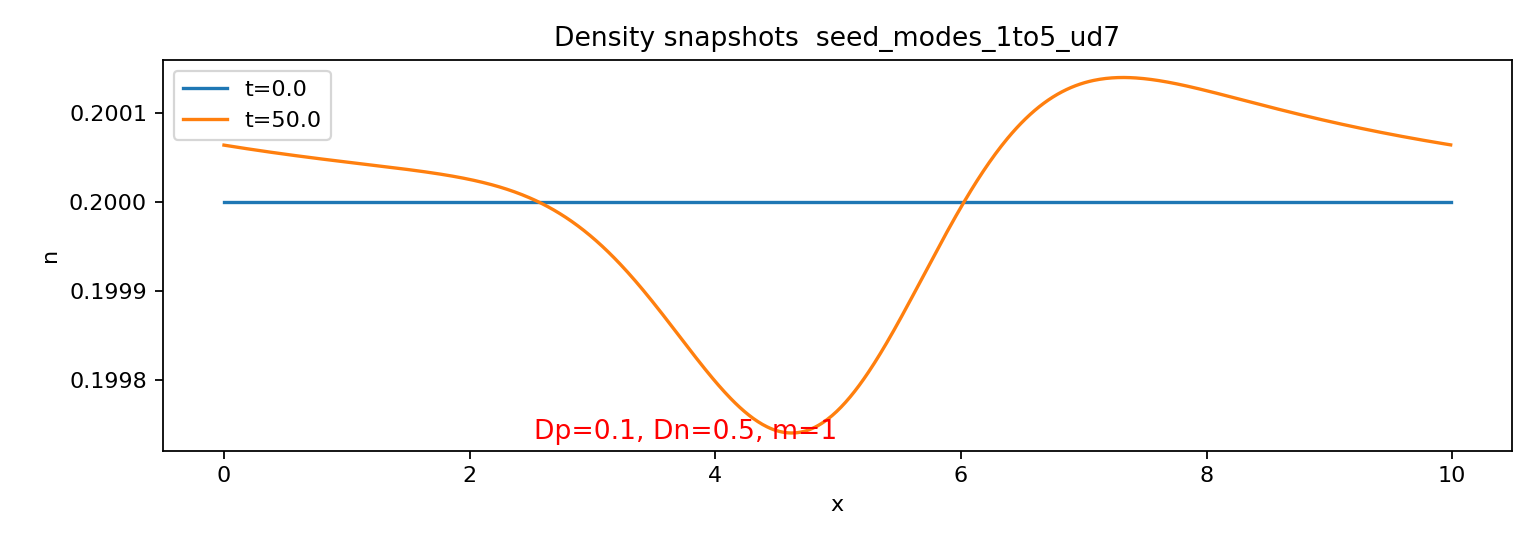 Density snapshots  seed_modes_1to5_ud7
t=0.0
t=50.0
0.2001
0.2000
0.1999
0.1998
n
Dp=0.1, Dn=0.5, m=1
0 2 4 6 8 10
x